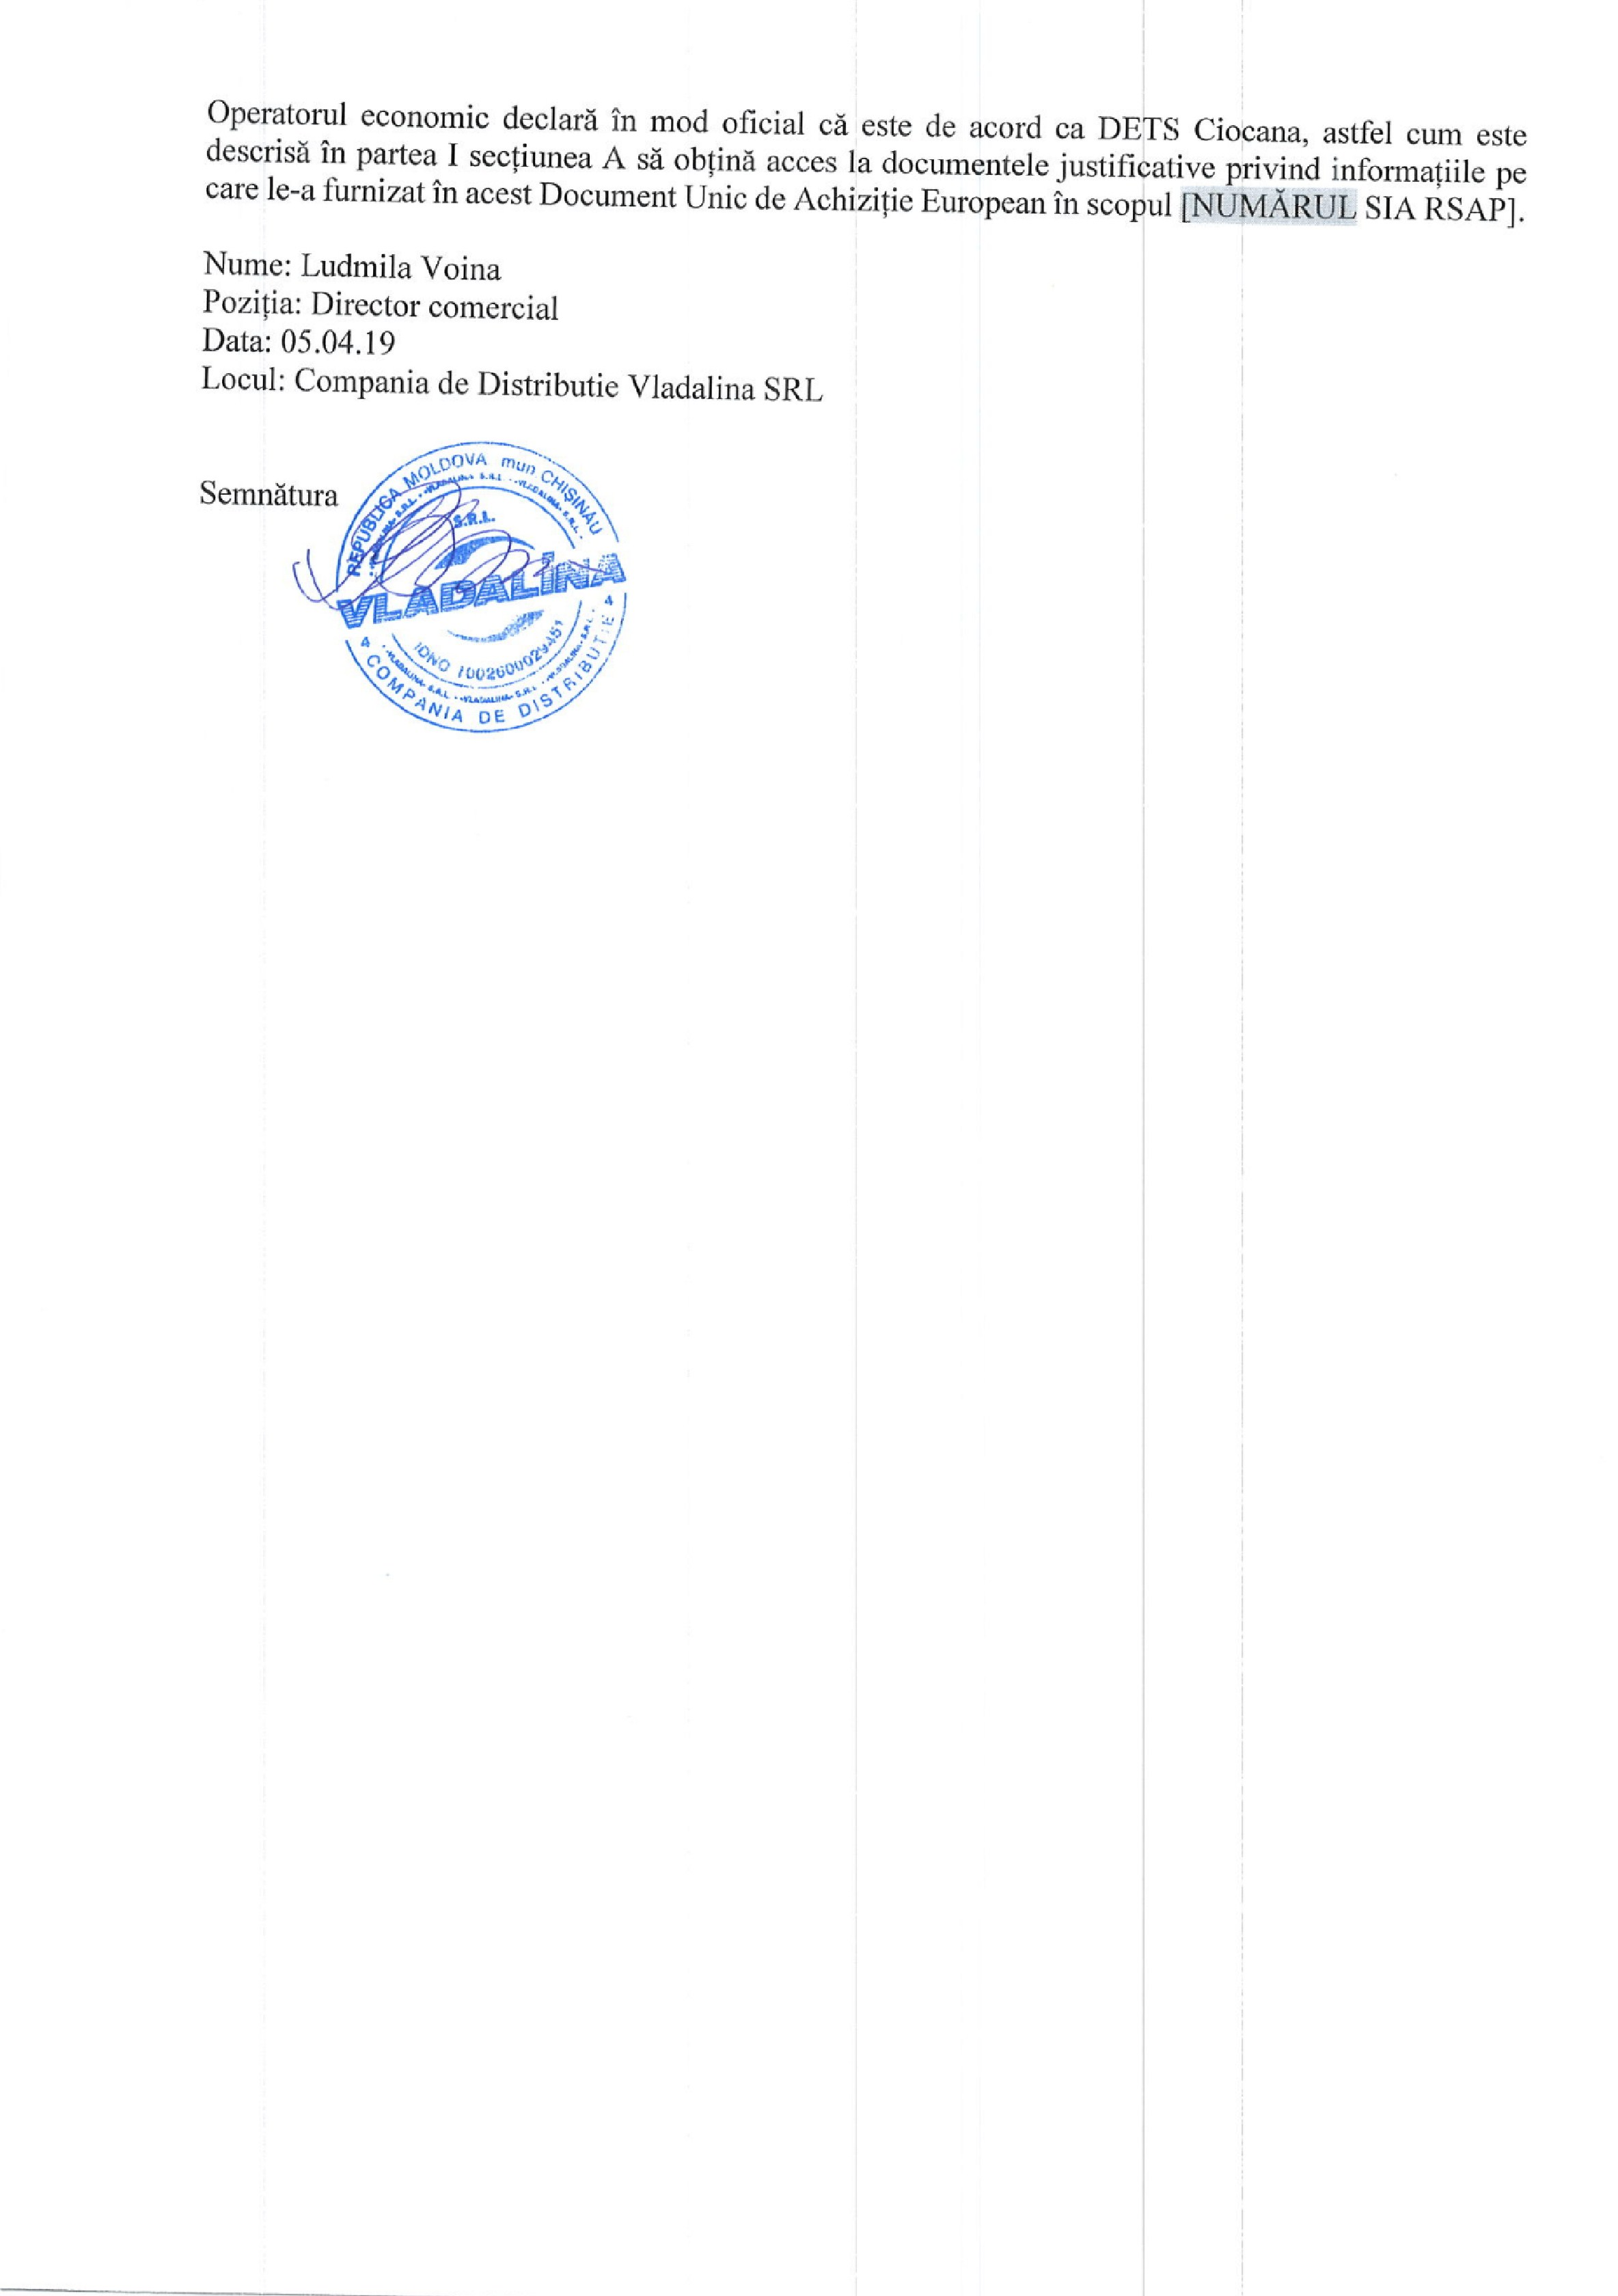 Operatorul economic declară în mod oficial că este de acord ca DETS Ciocana, astfel cum este
descrisă în partea I secțiunea A să obțină acces la documentele justificative privind informațiile pe
care le-a furnizat în acest Document Unic de Achiziție European în scopul [NUMĂRUL SIA RSAP].
Nume: Ludmila Voina
Poziția: Director comercial
Data: 05.04.19
Locul: Compania de Distributie Vladalina SRL
Semnătura
REPUBLICA MOLDOVA mun CHIȘINĂU
S.R.L.
VLADALINA
IDNO 1002600029451
COMPANIA DE DISTRIBUTIE